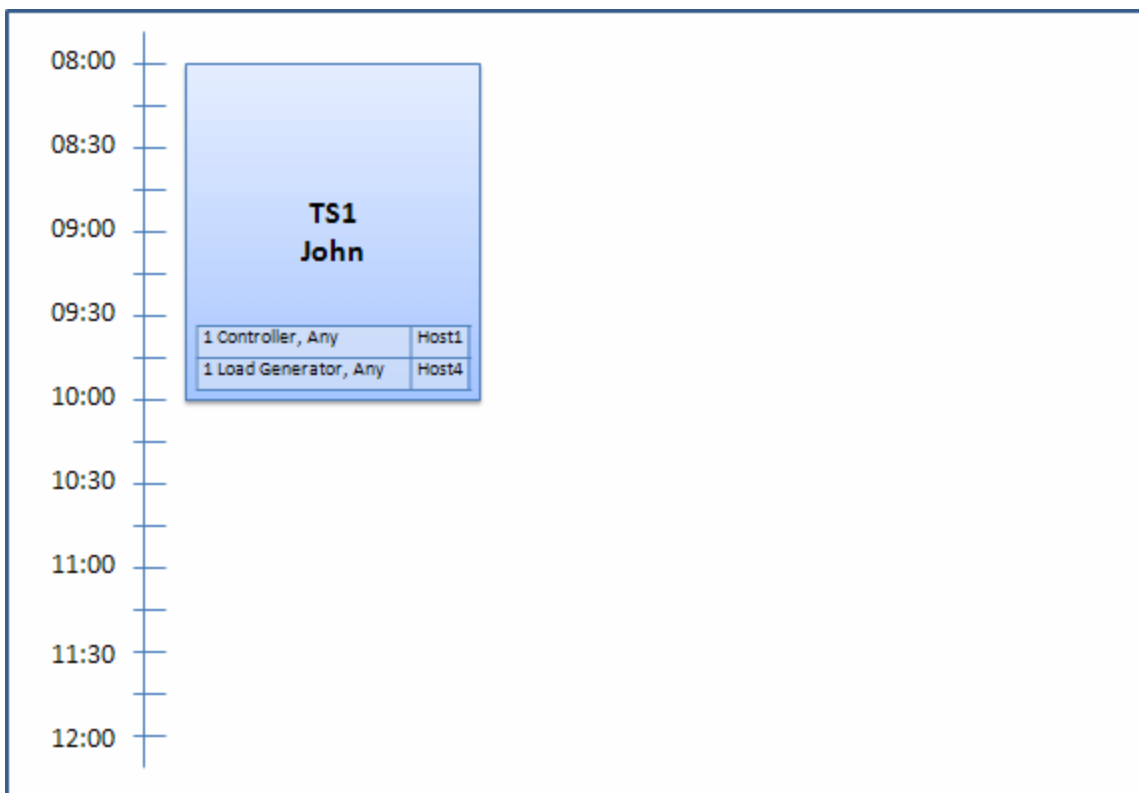 08:00
08:30
09:00
09:30
10:00
10:30
11:00
11:30
12:00
TS1
John
1 Controller, Any Host1
1 Load Generator, Any Host4